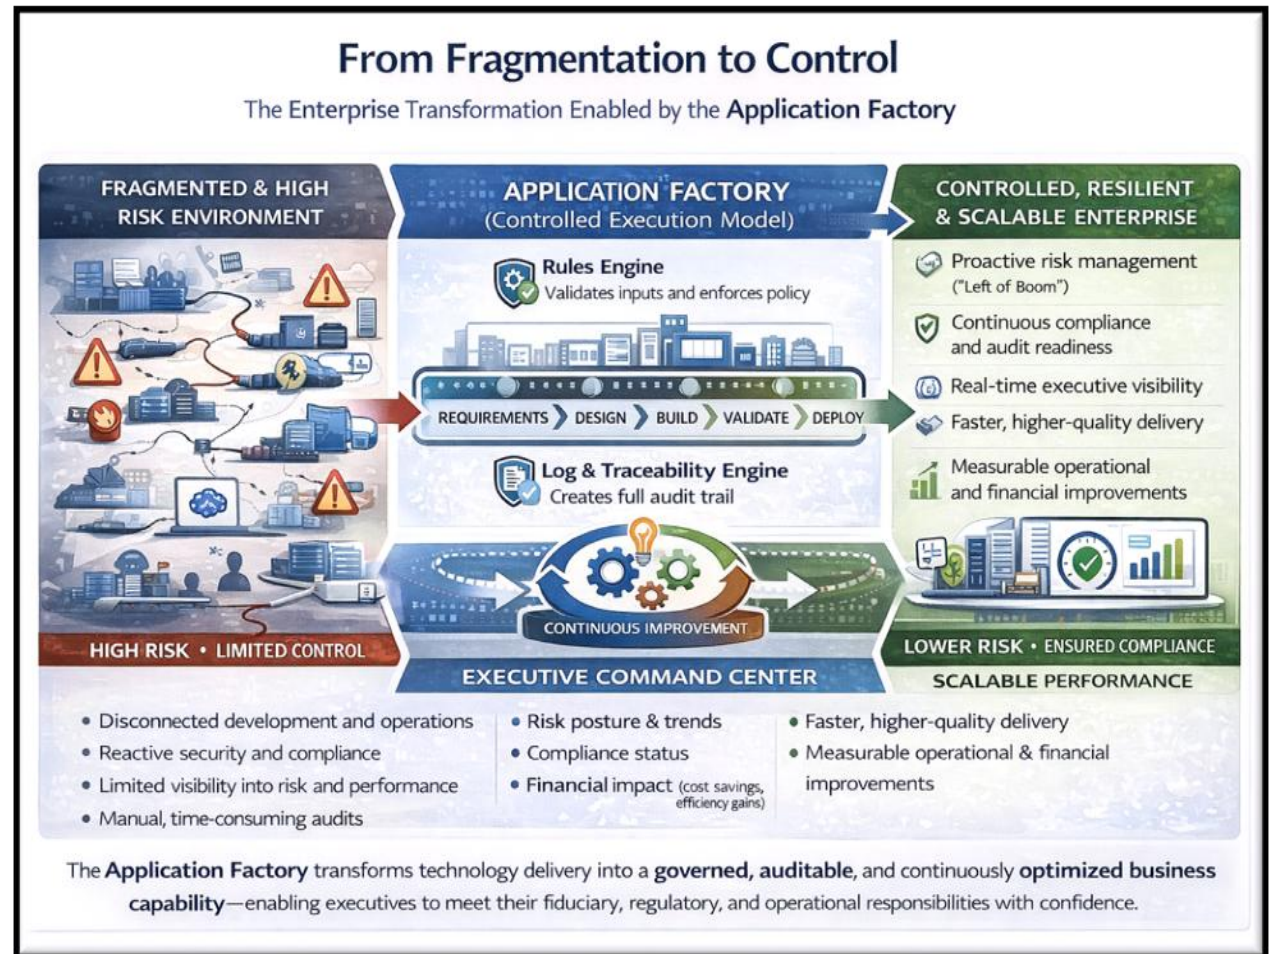 From Fragmentation to Control
The Enterprise Transformation Enabled by the Application Factory
FRAGMENTED & HIGH
RISK ENVIRONMENT
HIGH RISK • LIMITED CONTROL
APPLICATION FACTORY
(Controlled Execution Model)
Rules Engine
Validates inputs and enforces policy
REQUIREMENTS
DESIGN
BUILD
VALIDATE
DEPLOY
Log & Traceability Engine
Creates full audit trail
CONTINUOUS IMPROVEMENT
EXECUTIVE COMMAND CENTER
CONTROLLED, RESILIENT
& SCALABLE ENTERPRISE
Proactive risk management
("Left of Boom")
Continuous compliance
and audit readiness
Real-time executive visibility
Faster, higher-quality delivery
Measurable operational
and financial improvements
LOWER RISK • ENSURED COMPLIANCE
SCALABLE PERFORMANCE
• Disconnected development and operations
• Reactive security and compliance
• Limited visibility into risk and performance
• Manual, time-consuming audits
• Risk posture & trends
• Compliance status
• Financial impact (cost savings,
efficiency gains)
• Faster, higher-quality delivery
• Measurable operational & financial
improvements
The Application Factory transforms technology delivery into a governed, auditable, and continuously optimized business
capability—enabling executives to meet their fiduciary, regulatory, and operational responsibilities with confidence.